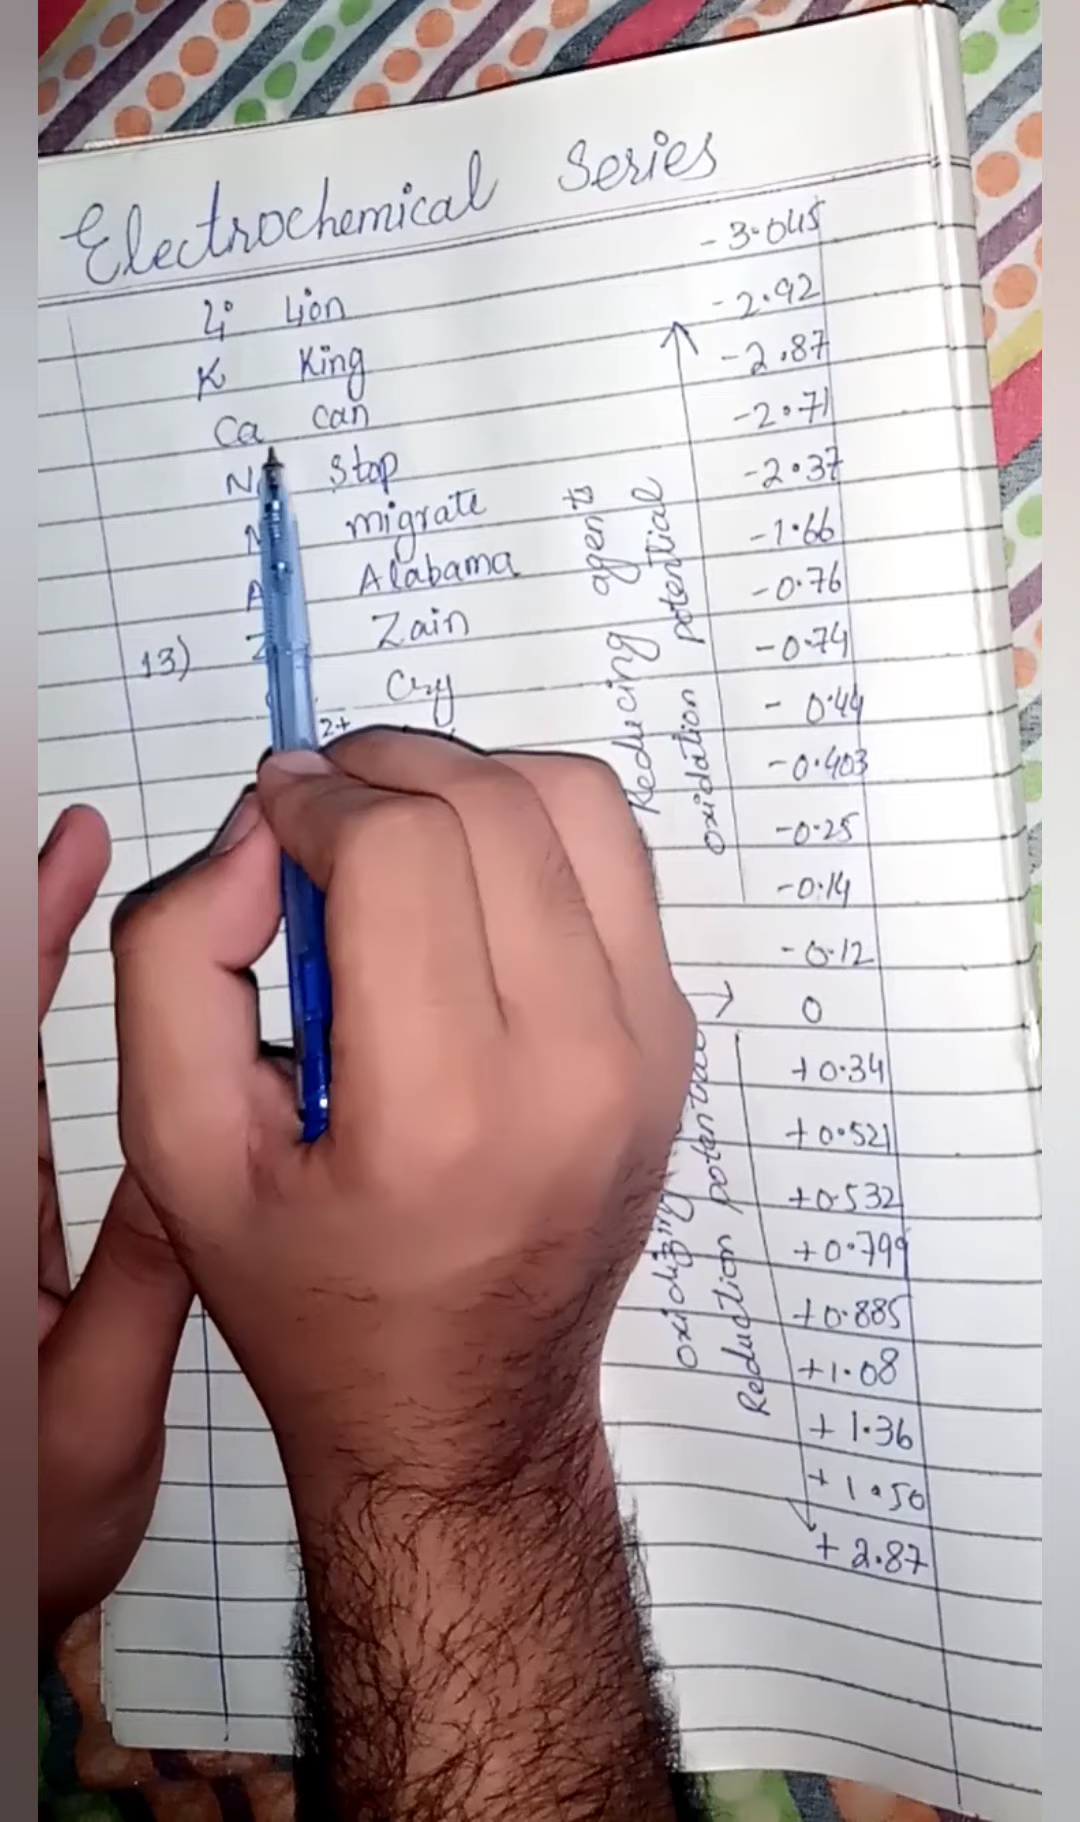 Electrochemical Series
Li Lion
K King
Ca Can
Stop
migrate
Alabama
13) Zain
Cry
2+
Reducing agents
oxidation potential
Reduction potential
-3.045
-2.92
-2.87
-2.71
-2.37
-1.66
-0.76
-0.74
-0.44
-0.403
-0.25
-0.14
-0.12
0
+0.34
+0.521
+0.532
+0.799
+0.885
+1.08
+1.36
+1.50
+2.87